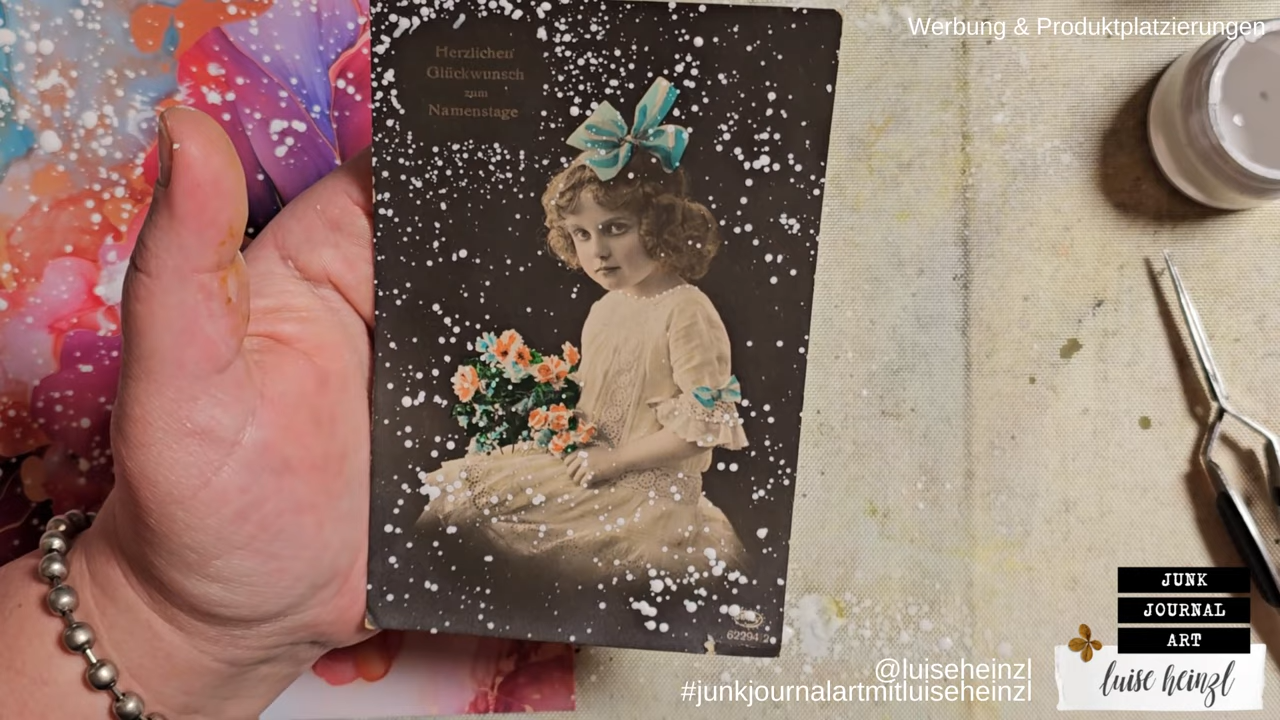 Werbung & Produktplatzierungen
Herzlichen
Glückwunsch
zum
Namenstage
62294 2
JUNK
JOURNAL
ART
luise heinzl
@luiseheinzl
#junkjournalartmitluiseheinzl